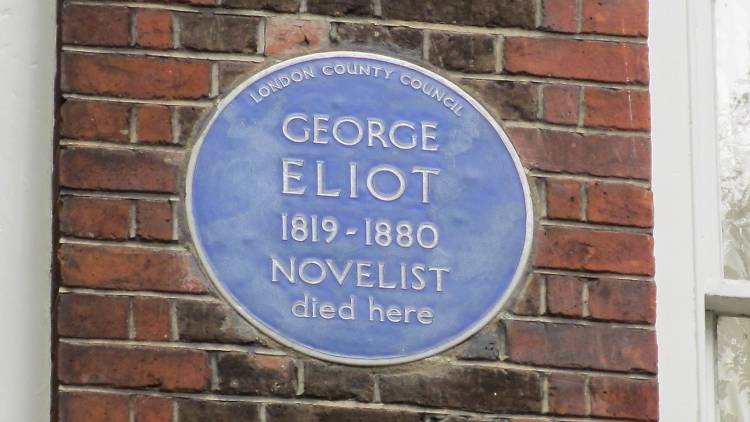 LONDON COUNTY COUNCIL
GEORGE
ELIOT
1819-1880
NOVELIST
died here